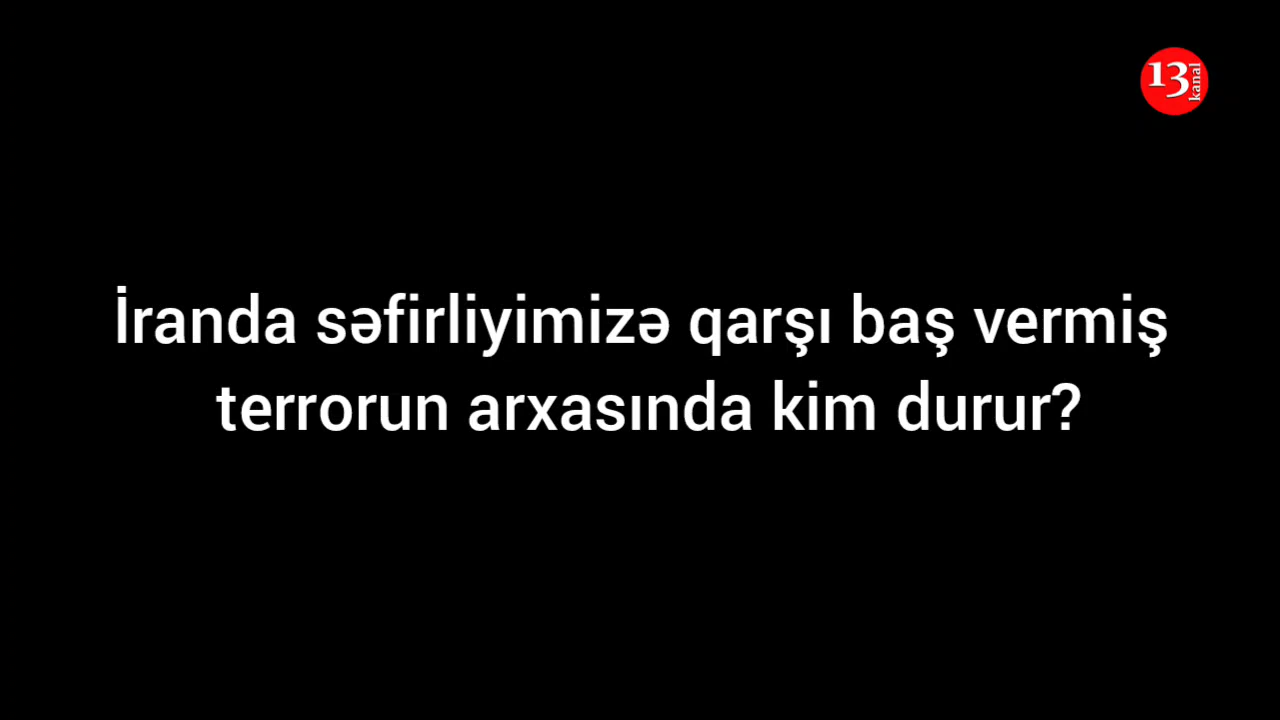 13
kanal
İranda səfirliyimizə qarşı baş vermiş
terrorun arxasında kim durur?